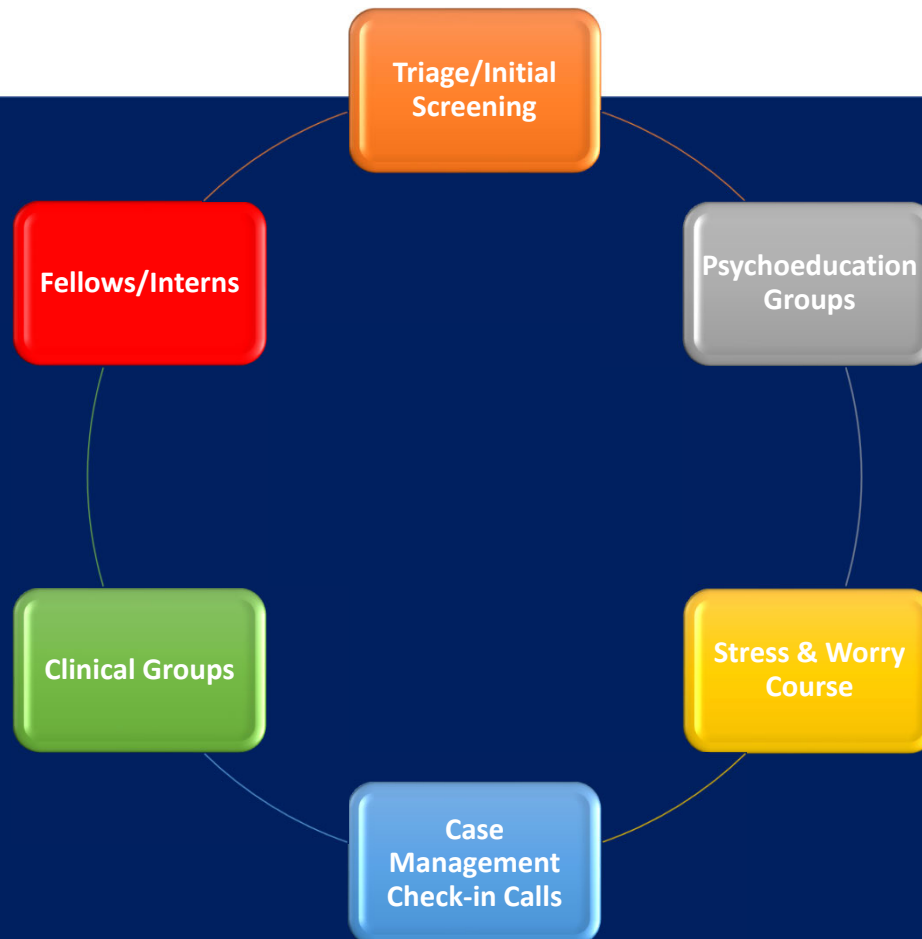 Triage/Initial
Screening
Psychoeducation
Groups
Stress & Worry
Course
Case
Management
Check-in Calls
Clinical Groups
Fellows/Interns